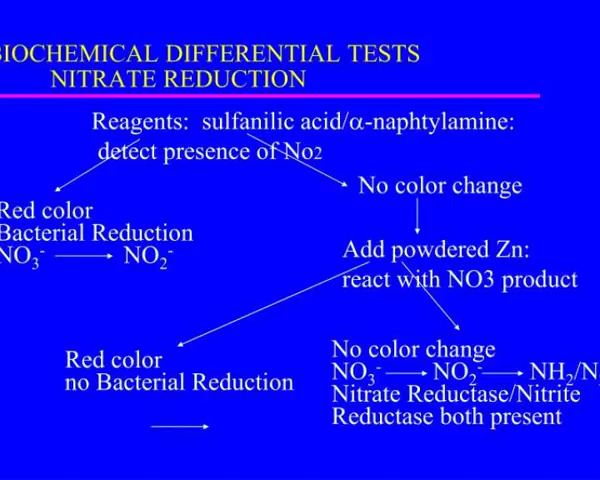 BIOCHEMICAL DIFFERENTIAL TESTS
NITRATE REDUCTION
Reagents: sulfanilic acid/α-naphtylamine:
detect presence of No2
No color change
Red color
Bacterial Reduction
NO3- → NO2-
Add powdered Zn:
react with NO3 product
Red color
no Bacterial Reduction
No color change
NO3- → NO2- → NH2/N
Nitrate Reductase/Nitrite
Reductase both present